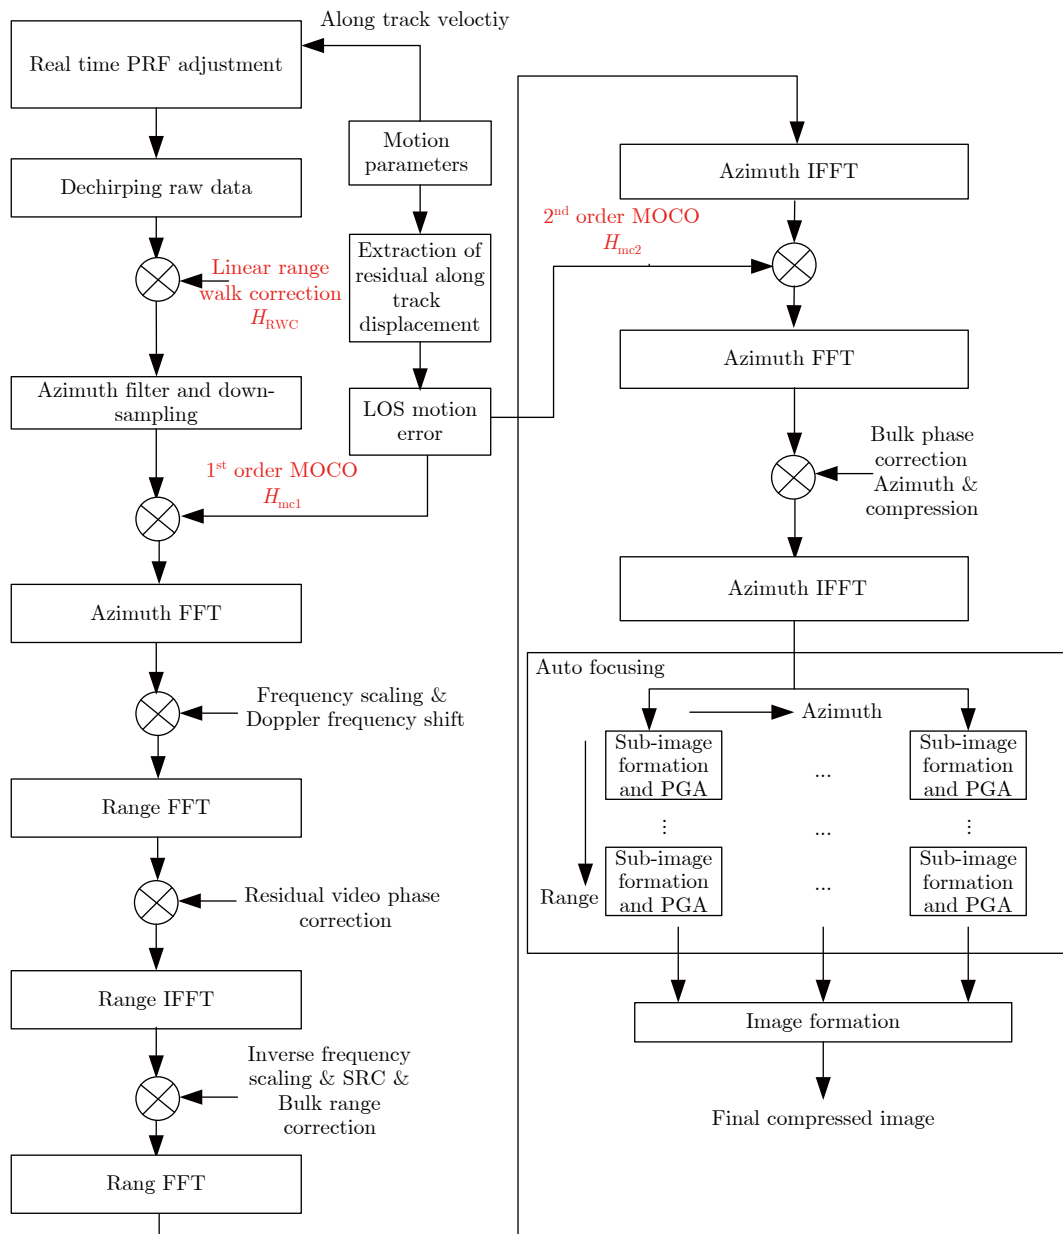 Along track veloctiy
Real time PRF adjustment
Motion
parameters
Dechirping raw data
Extraction of
residual along
track
displacement
Linear range
walk correction
H_RWC
Azimuth filter and down-
sampling
LOS motion
error
1st order MOCO
H_mc1
Azimuth FFT
Frequency scaling &
Doppler frequency shift
Range FFT
Residual video phase
correction
Range IFFT
Inverse frequency
scaling & SRC &
Bulk range
correction
Rang FFT
Azimuth IFFT
2nd order MOCO
H_mc2
Azimuth FFT
Bulk phase
correction
Azimuth &
compression
Azimuth IFFT
Auto focusing
Azimuth
Range
Sub-image
formation
and PGA
...
Sub-image
formation
and PGA
⋮
...
⋮
Sub-image
formation
and PGA
...
Sub-image
formation
and PGA
Image formation
Final compressed image